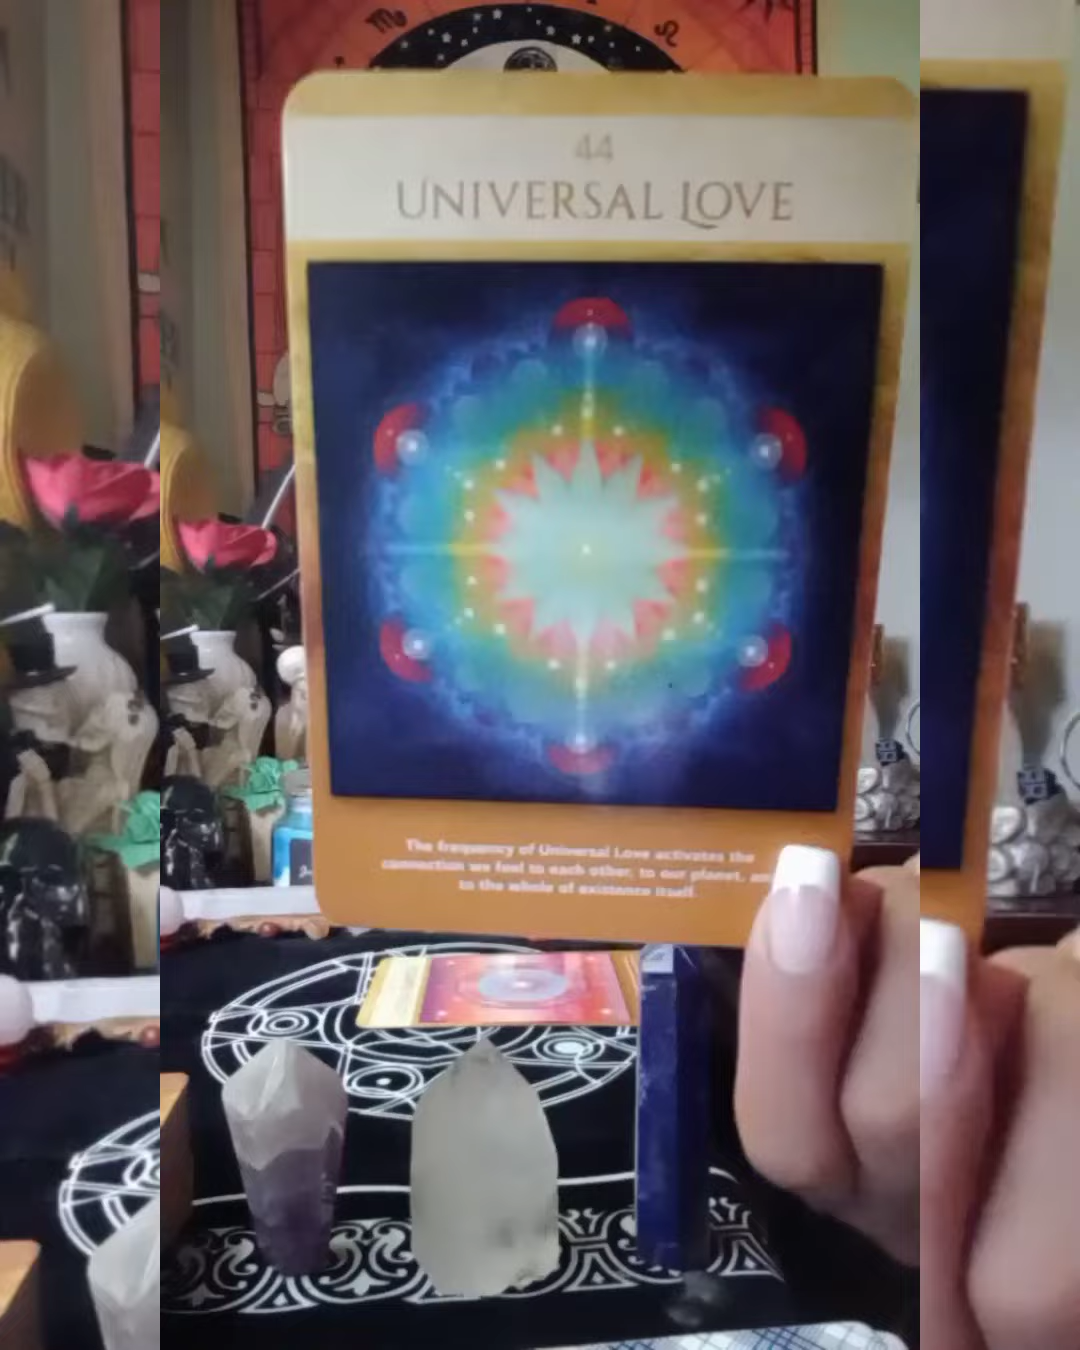 44
UNIVERSAL LOVE
The frequency of Universal Love activates the
connection we feel to each other, to our planet, an
to the whole of existence itself.